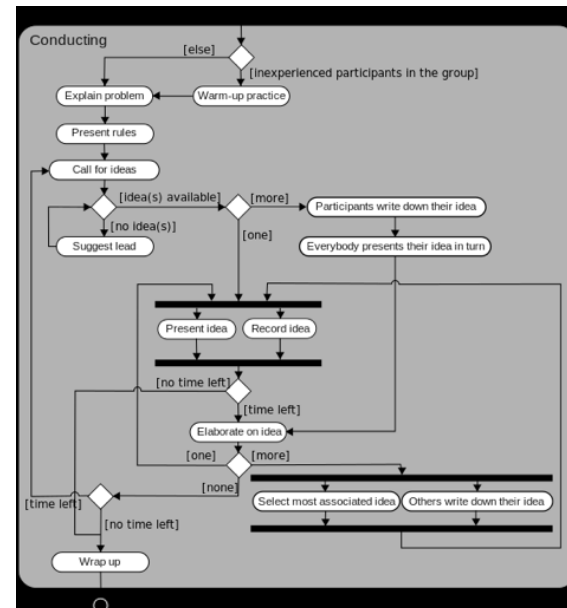 Conducting
[else]
[inexperienced participants in the group]
Explain problem
Warm-up practice
Present rules
Call for ideas
[idea(s) available]
[more]
Participants write down their idea
[no idea(s)]
[one]
Suggest lead
Everybody presents their idea in turn
Present idea
Record idea
[no time left]
[time left]
Elaborate on idea
[one]
[more]
[none]
Select most associated idea
Others write down their idea
[time left]
[no time left]
Wrap up